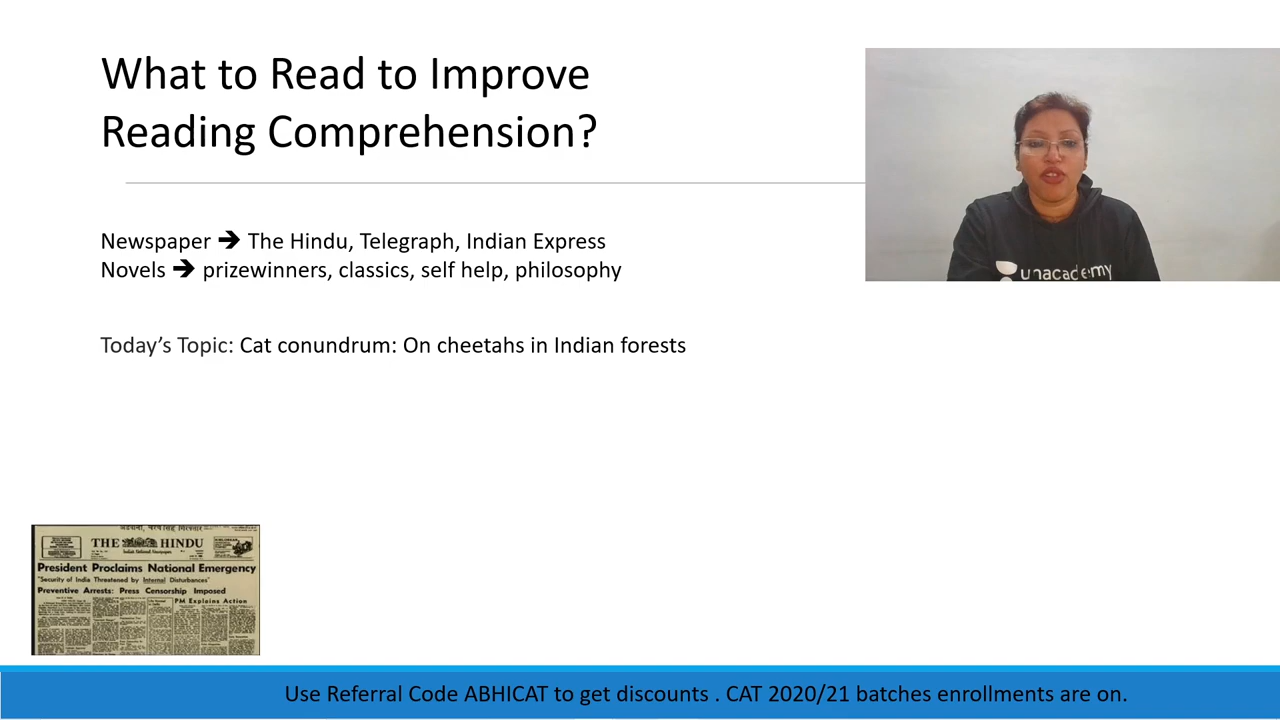 What to Read to Improve
Reading Comprehension?
unacademy
Newspaper 🡲 The Hindu, Telegraph, Indian Express
Novels 🡲 prizewinners, classics, self help, philosophy
Today’s Topic: Cat conundrum: On cheetahs in Indian forests
THE HINDU
India's National Newspaper
President Proclaims National Emergency
"Security of India Threatened by Internal Disturbances"
Preventive Arrests: Press Censorship Imposed
PM Explains Action
Use Referral Code ABHICAT to get discounts . CAT 2020/21 batches enrollments are on.